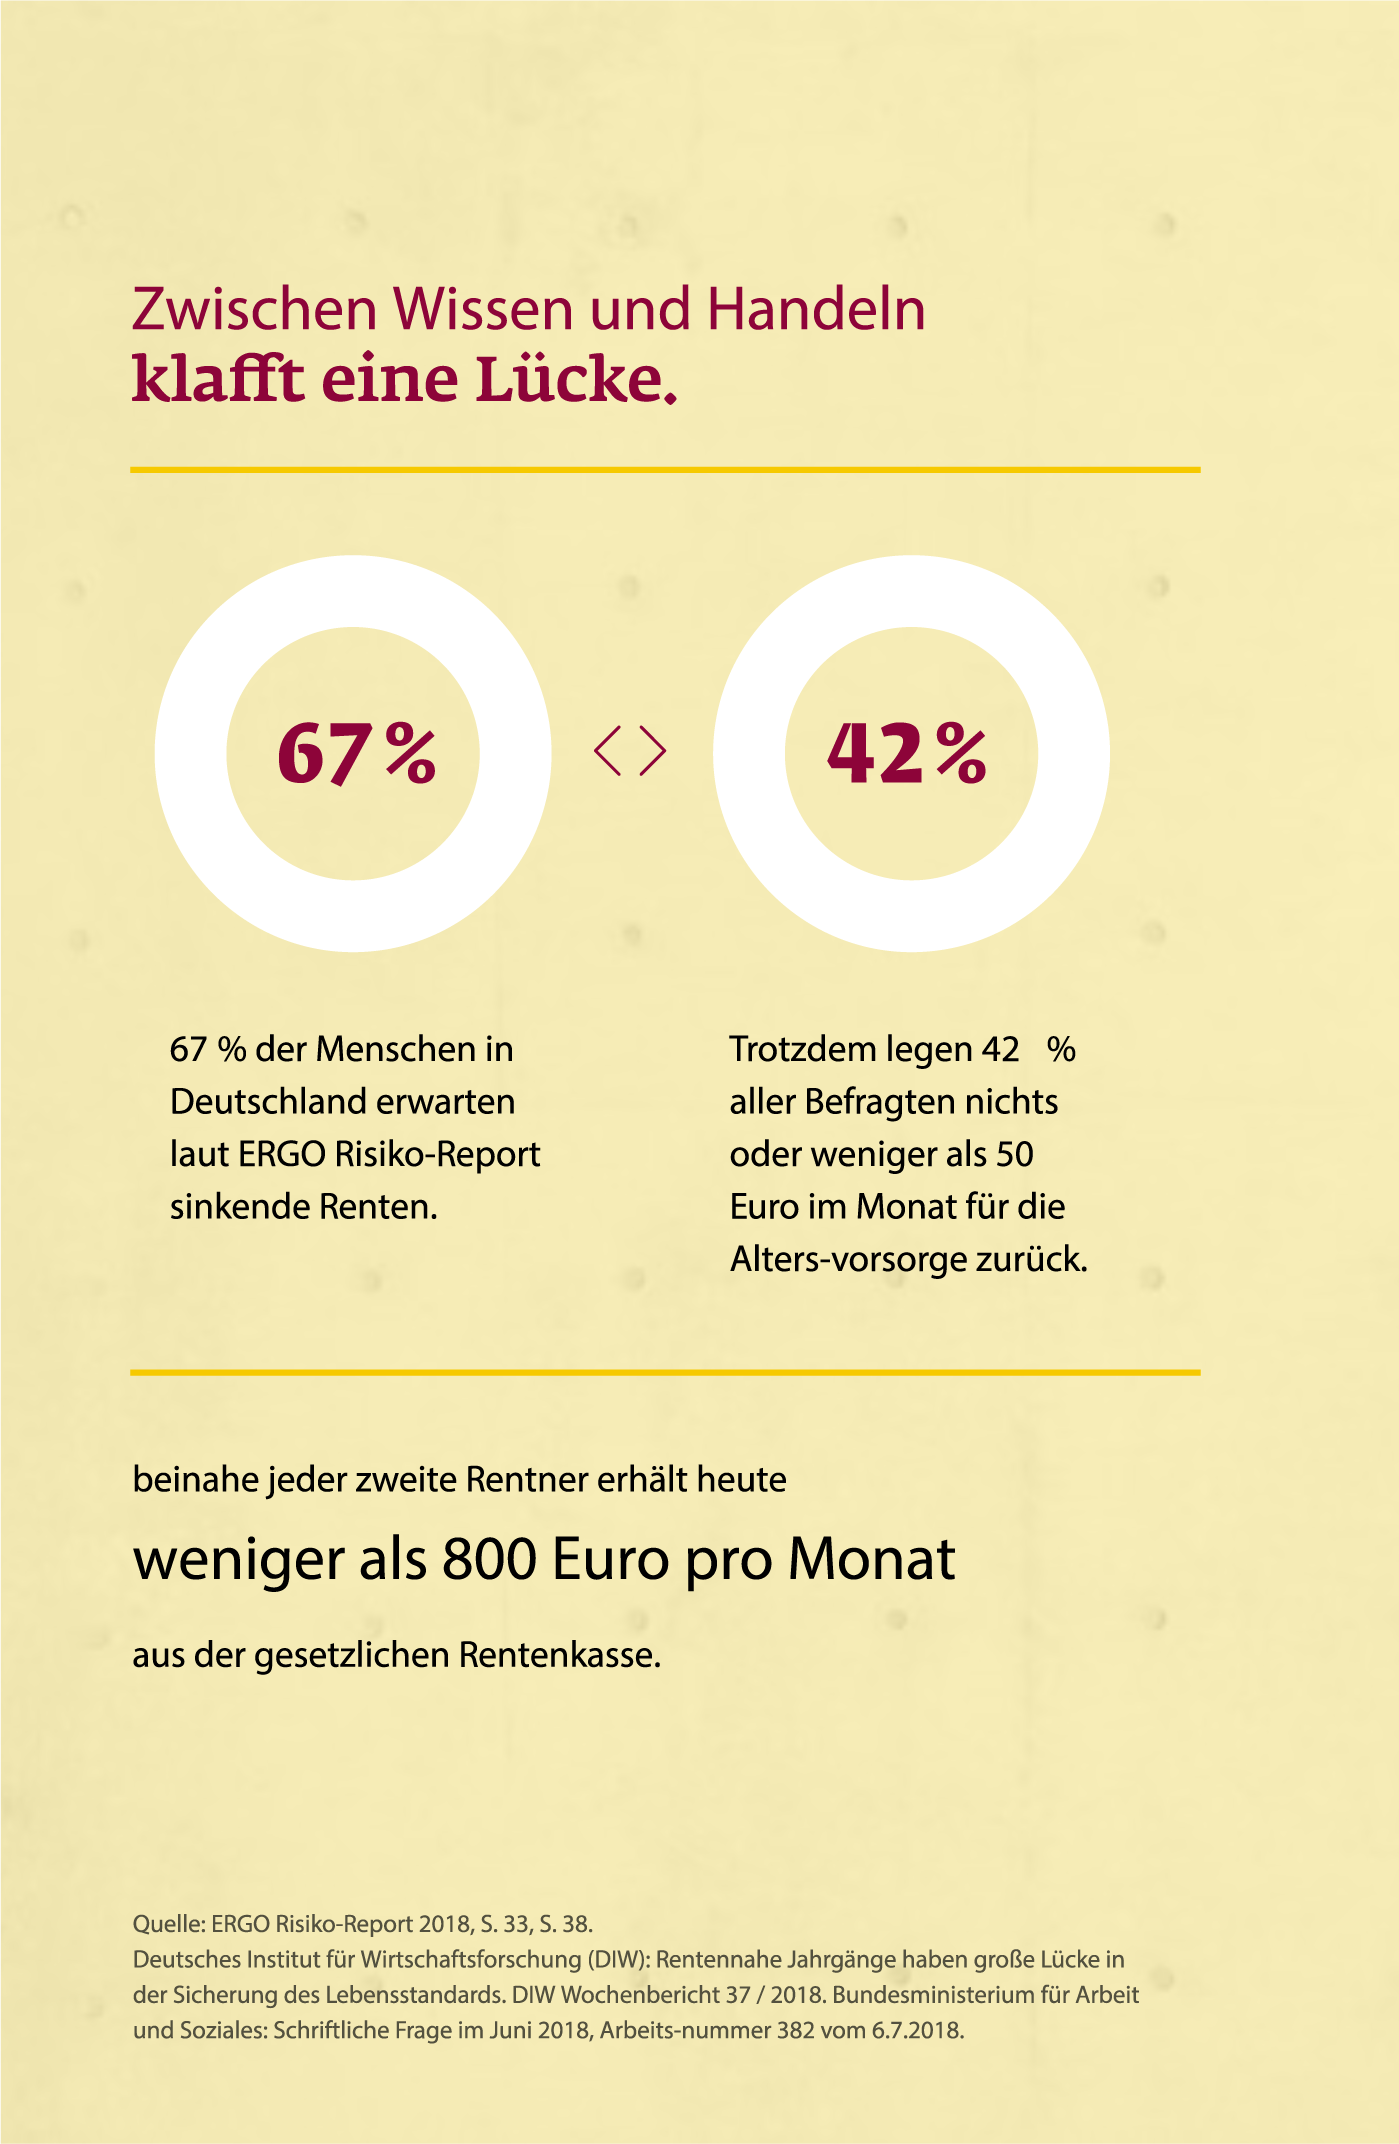 Zwischen Wissen und Handeln
klafft eine Lücke.
67 %
42 %
67 % der Menschen in
Deutschland erwarten
laut ERGO Risiko-Report
sinkende Renten.
Trotzdem legen 42 %
aller Befragten nichts
oder weniger als 50
Euro im Monat für die
Alters-vorsorge zurück.
beinahe jeder zweite Rentner erhält heute
weniger als 800 Euro pro Monat
aus der gesetzlichen Rentenkasse.
Quelle: ERGO Risiko-Report 2018, S. 33, S. 38.
Deutsches Institut für Wirtschaftsforschung (DIW): Rentennahe Jahrgänge haben große Lücke in
der Sicherung des Lebensstandards. DIW Wochenbericht 37 / 2018. Bundesministerium für Arbeit
und Soziales: Schriftliche Frage im Juni 2018, Arbeits-nummer 382 vom 6.7.2018.